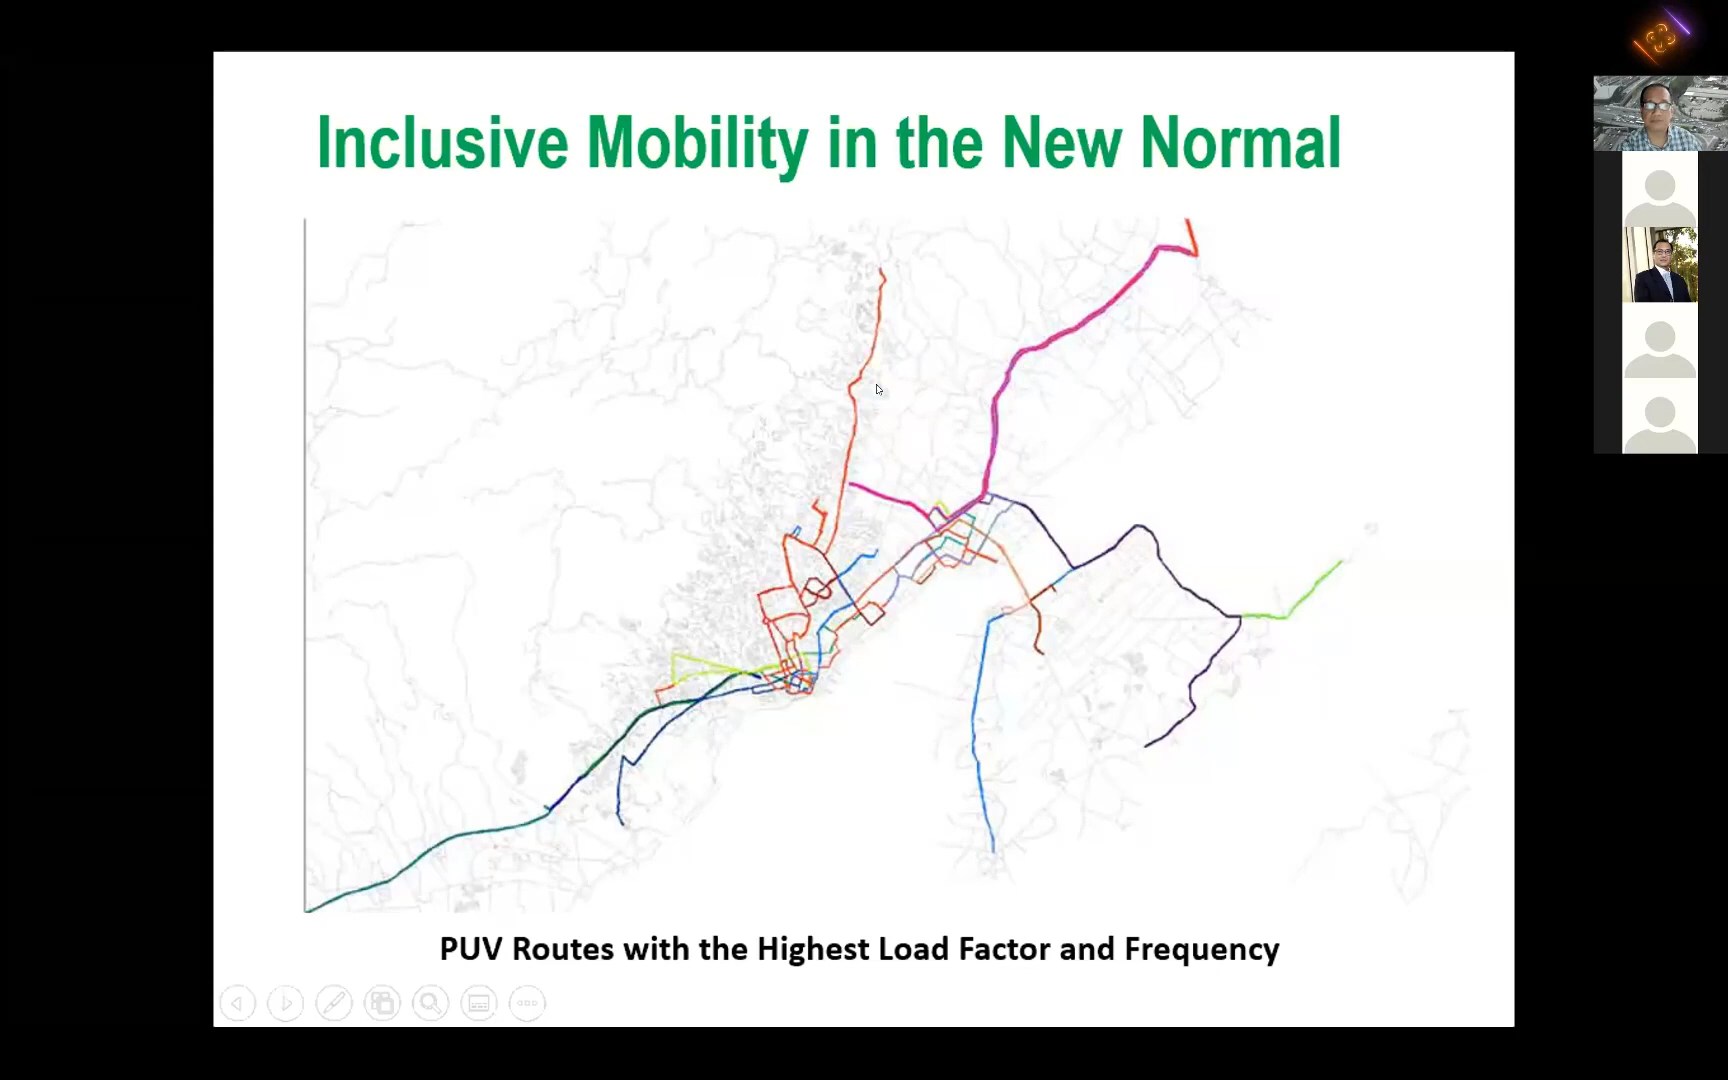 Inclusive Mobility in the New Normal
PUV Routes with the Highest Load Factor and Frequency